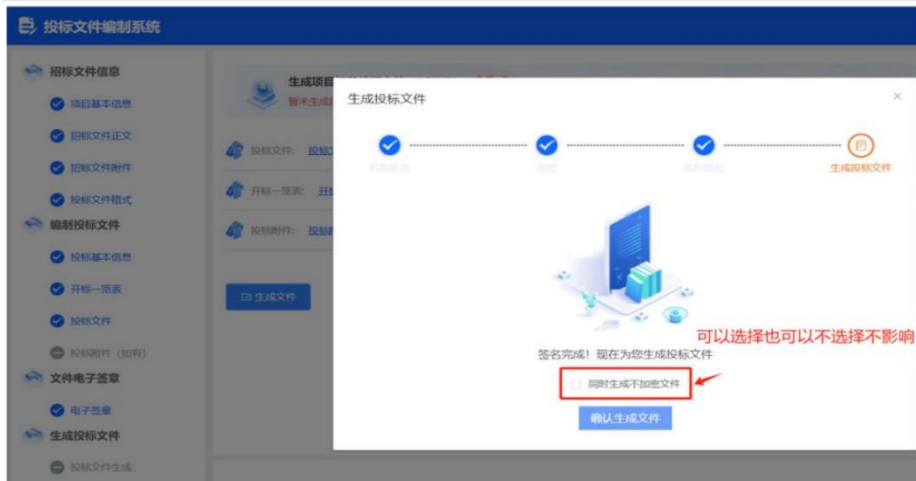 投标文件编制系统
招标文件信息
项目基本信息
招标文件正文
招标文件附件
投标文件格式
编制投标文件
投标基本信息
开标一览表
投标文件
投标附件（如有）
文件电子签章
电子签章
生成投标文件
投标文件生成
生成项目
暂未生成
投标文件：
开标一览表：
投标附件：
生成文件
生成投标文件
生成投标文件
签名完成！现在为您生成投标文件
可以选择也可以不选择不影响
同时生成不加密文件
确认生成文件